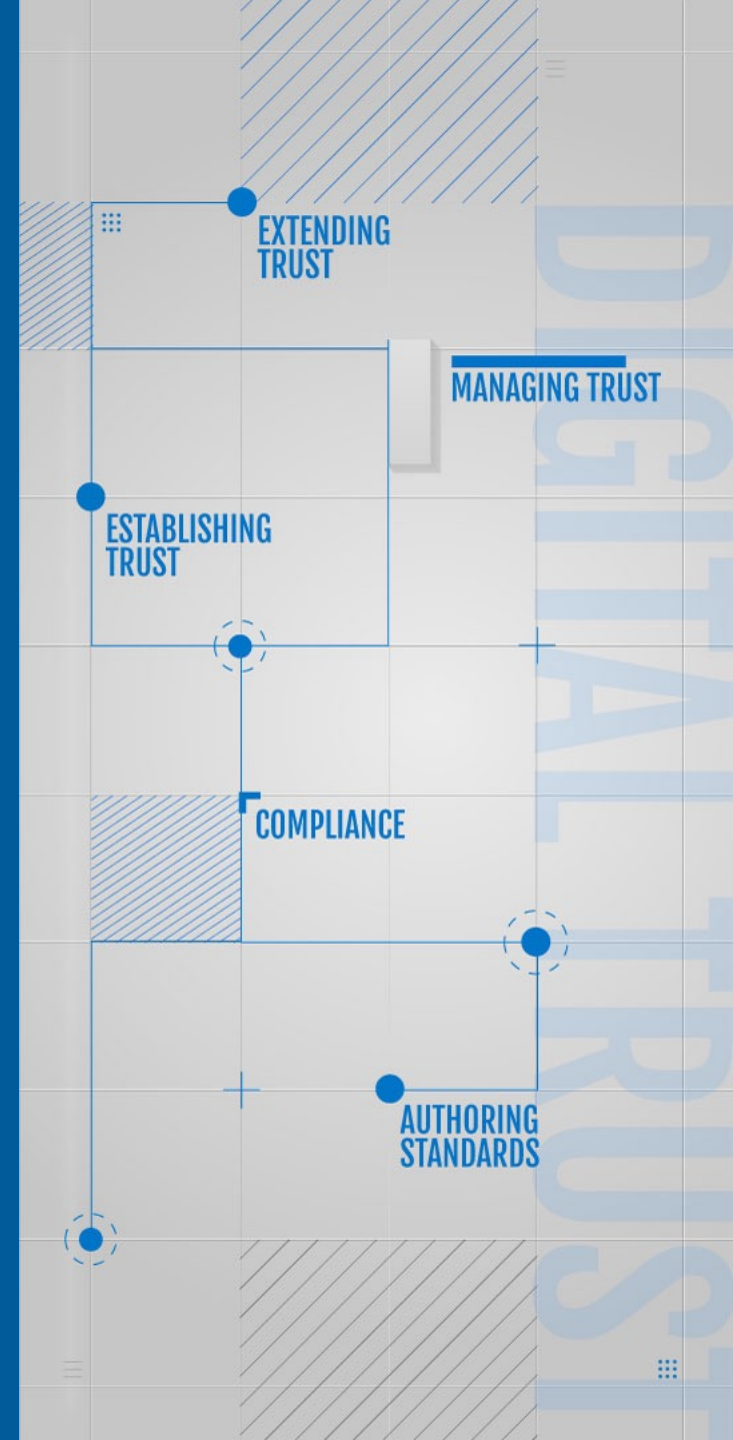 EXTENDING
TRUST
MANAGING TRUST
ESTABLISHING
TRUST
COMPLIANCE
AUTHORING
STANDARDS
DIGITAL TRUST